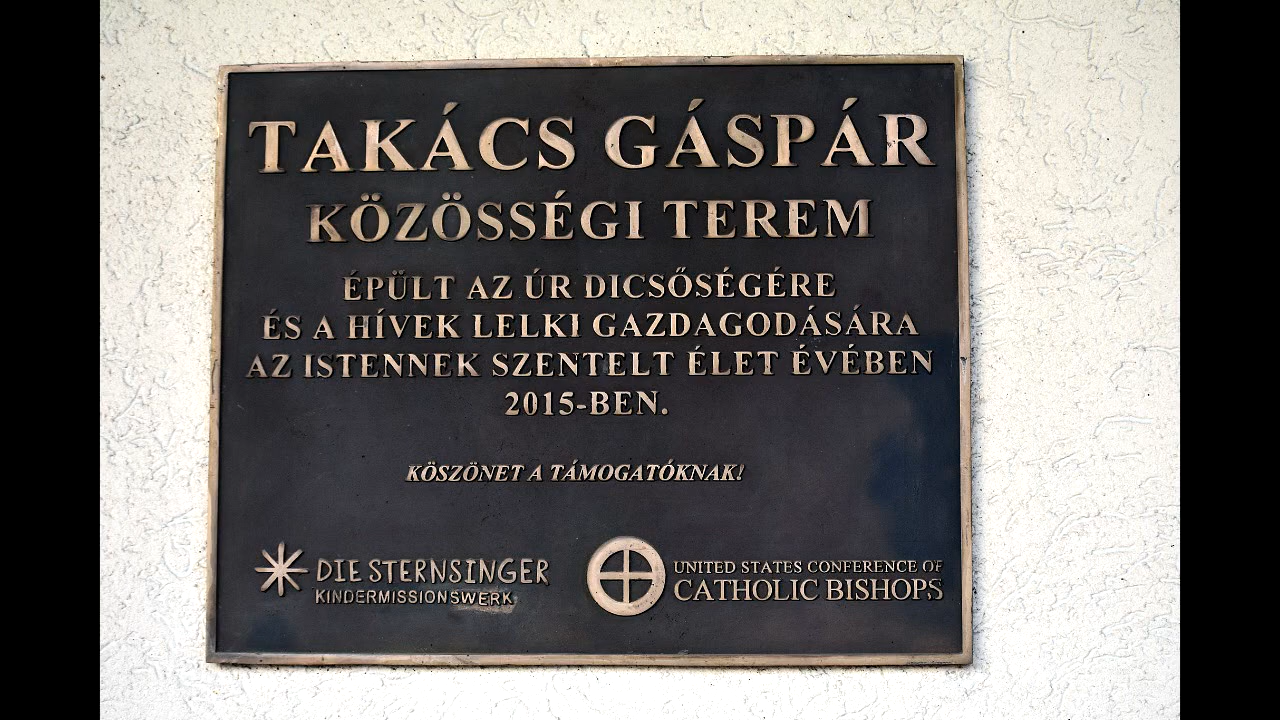 TAKÁCS GÁSPÁR
KÖZÖSSÉGI TEREM
ÉPÜLT AZ ÚR DICSŐSÉGÉRE
ÉS A HÍVEK LELKI GAZDAGODÁSÁRA
AZ ISTENNEK SZENTELT ÉLET ÉVÉBEN
2015-BEN.
KÖSZÖNET A TÁMOGATÓKNAK!
DIE STERNSINGER
KINDERMISSIONSWERK
UNITED STATES CONFERENCE OF
CATHOLIC BISHOPS